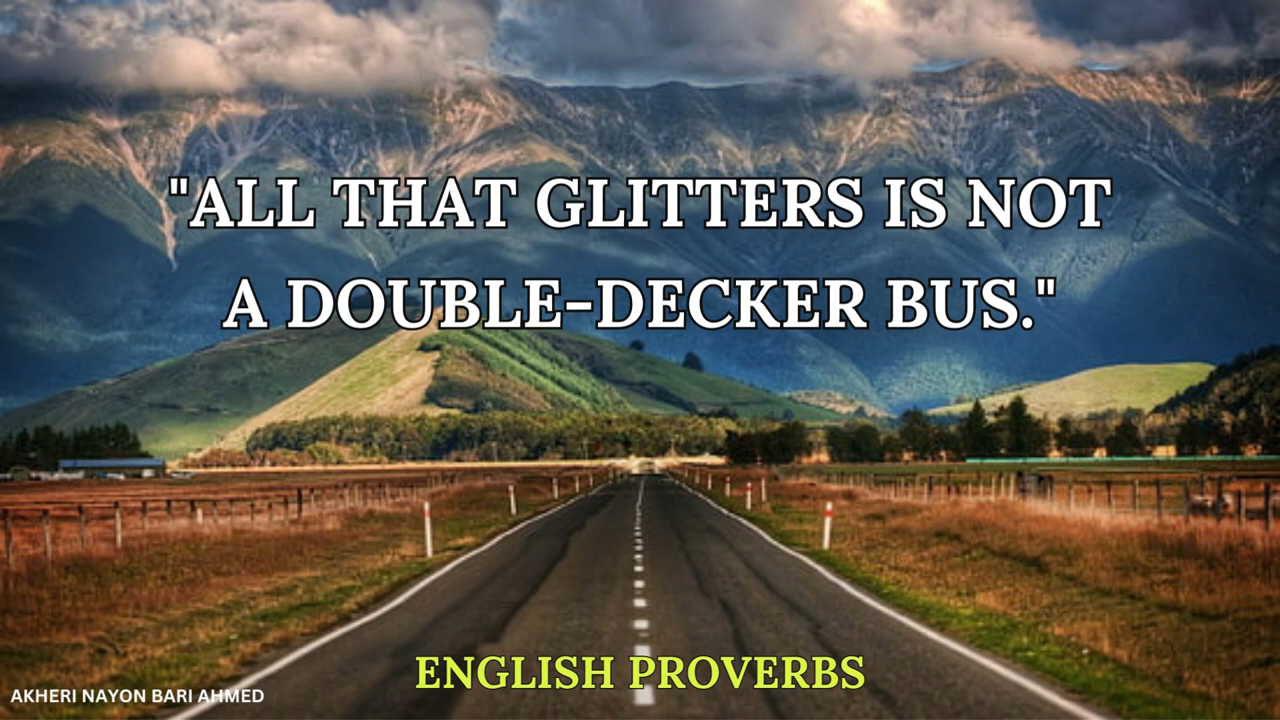 "ALL THAT GLITTERS IS NOT
A DOUBLE-DECKER BUS."
ENGLISH PROVERBS
AKHERI NAYON BARI AHMED